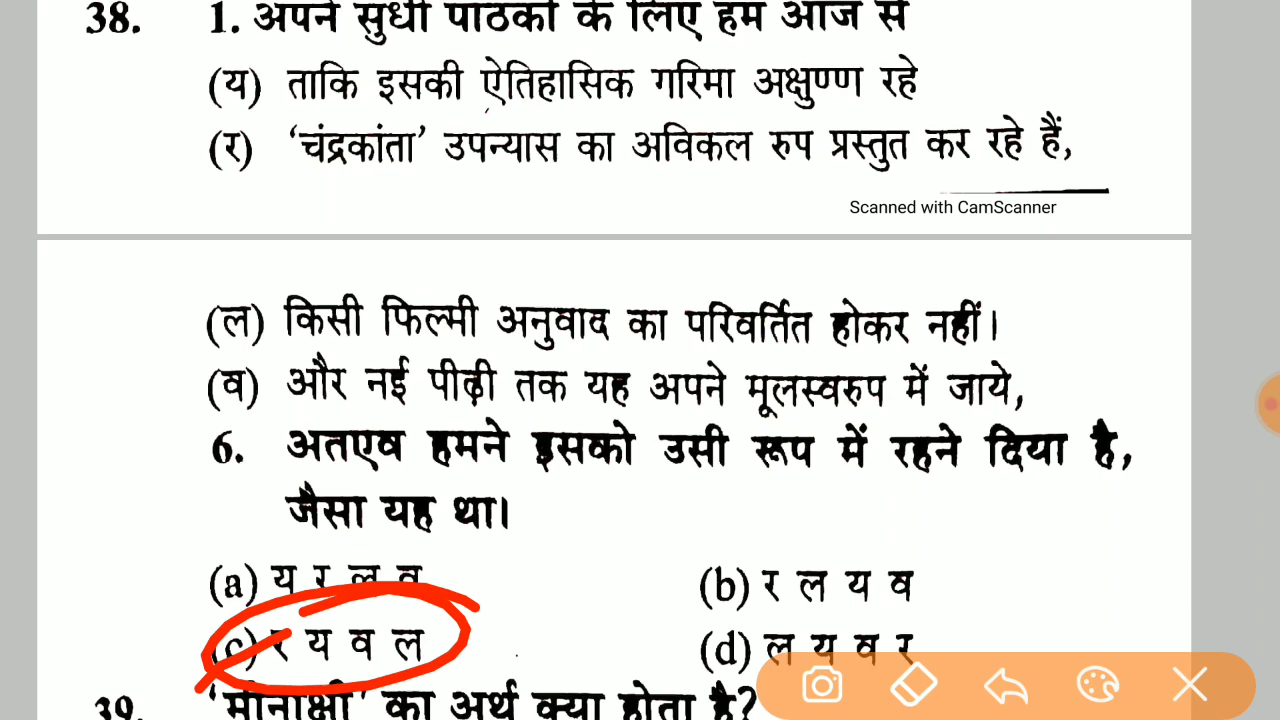 38. 1. अपने सुधी पाठकों के लिए हम आज से
(य) ताकि इसकी ऐतिहासिक गरिमा अक्षुण्ण रहे
(र) ‘चंद्रकांता’ उपन्यास का अविकल रुप प्रस्तुत कर रहे हैं,
Scanned with CamScanner
(ल) किसी फिल्मी अनुवाद का परिवर्तित होकर नहीं।
(व) और नई पीढ़ी तक यह अपने मूलस्वरुप में जाये,
6. अतएव हमने इसको उसी रूप में रहने दिया है,
जैसा यह था।
(a) य र ल व (b) र ल य व
(c) र य व ल (d) ल य व र
39. ‘मीनाक्षी’ का अर्थ क्या होता है?